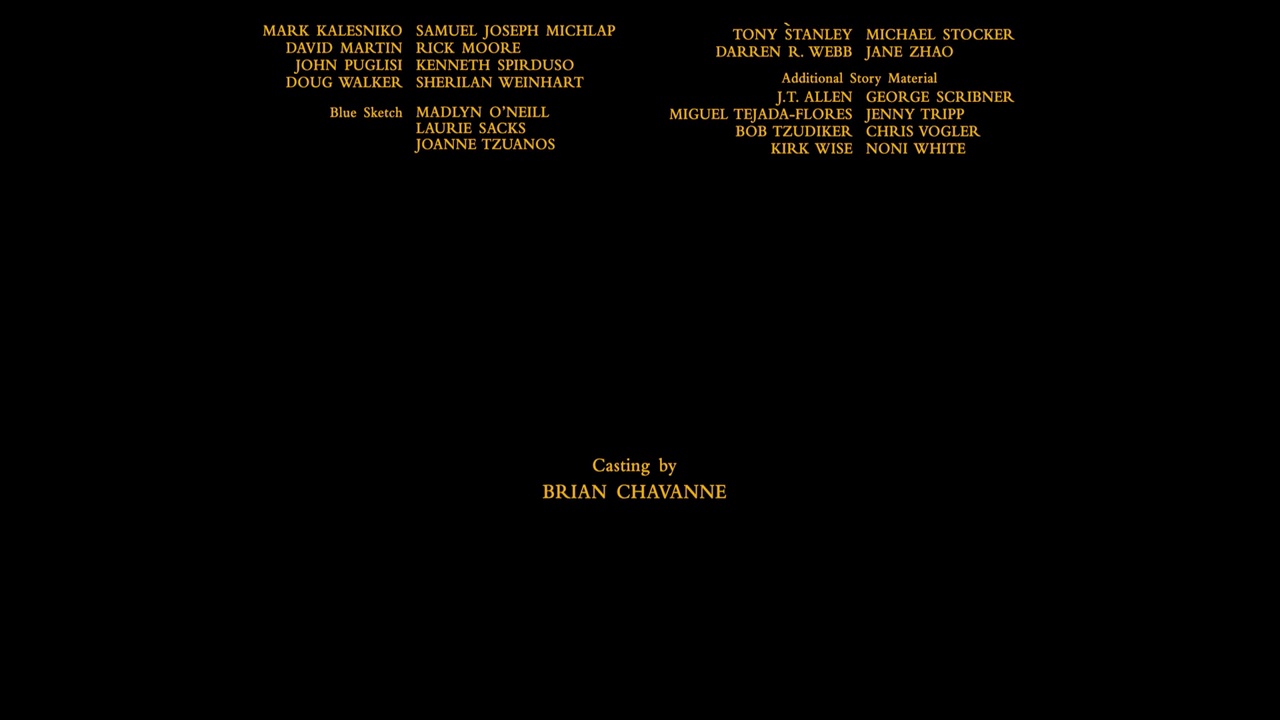 MARK KALESNIKO SAMUEL JOSEPH MICHLAP
DAVID MARTIN RICK MOORE
JOHN PUGLISI KENNETH SPIRDUSO
DOUG WALKER SHERILAN WEINHART
Blue Sketch MADLYN O'NEILL
LAURIE SACKS
JOANNE TZUANOS
TONY STANLEY MICHAEL STOCKER
DARREN R. WEBB JANE ZHAO
Additional Story Material
J.T. ALLEN GEORGE SCRIBNER
MIGUEL TEJADA-FLORES JENNY TRIPP
BOB TZUDIKER CHRIS VOGLER
KIRK WISE NONI WHITE
Casting by
BRIAN CHAVANNE